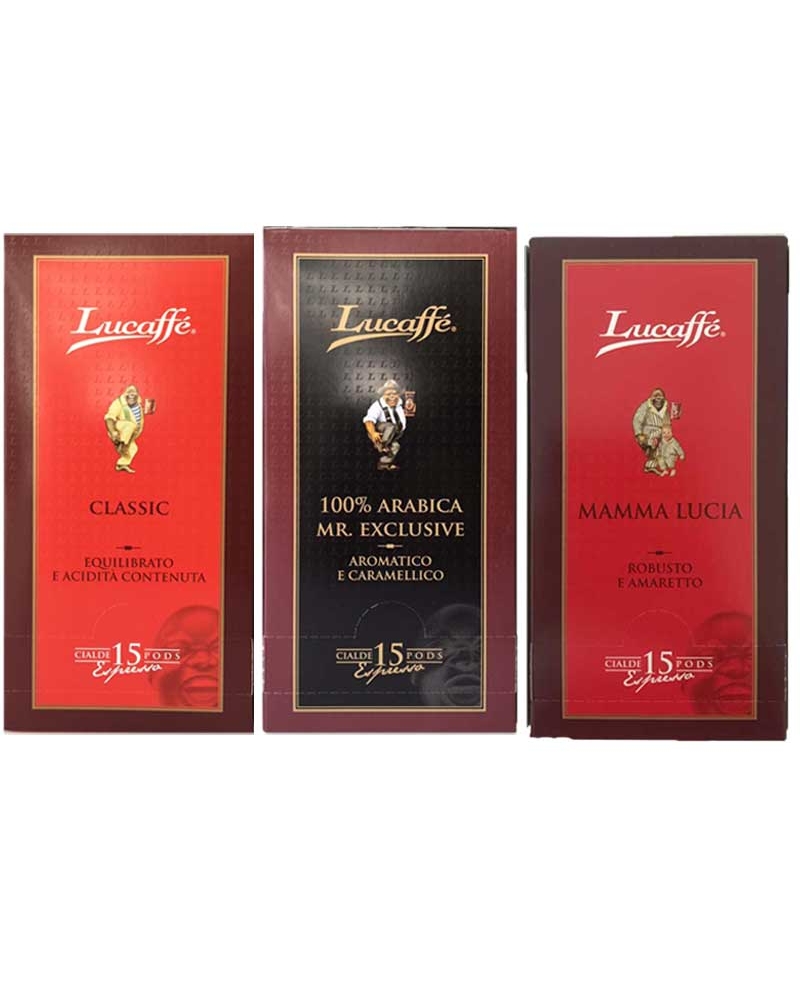 Lucaffé®
CLASSIC
EQUILIBRATO
E ACIDITÀ CONTENUTA
CIALDE 15 PODS
Espresso
Lucaffé®
100% ARABICA
MR. EXCLUSIVE
AROMATICO
E CARAMELLICO
CIALDE 15 PODS
Espresso
Lucaffé®
MAMMA LUCIA
ROBUSTO
E AMARETTO
CIALDE 15 PODS
Espresso